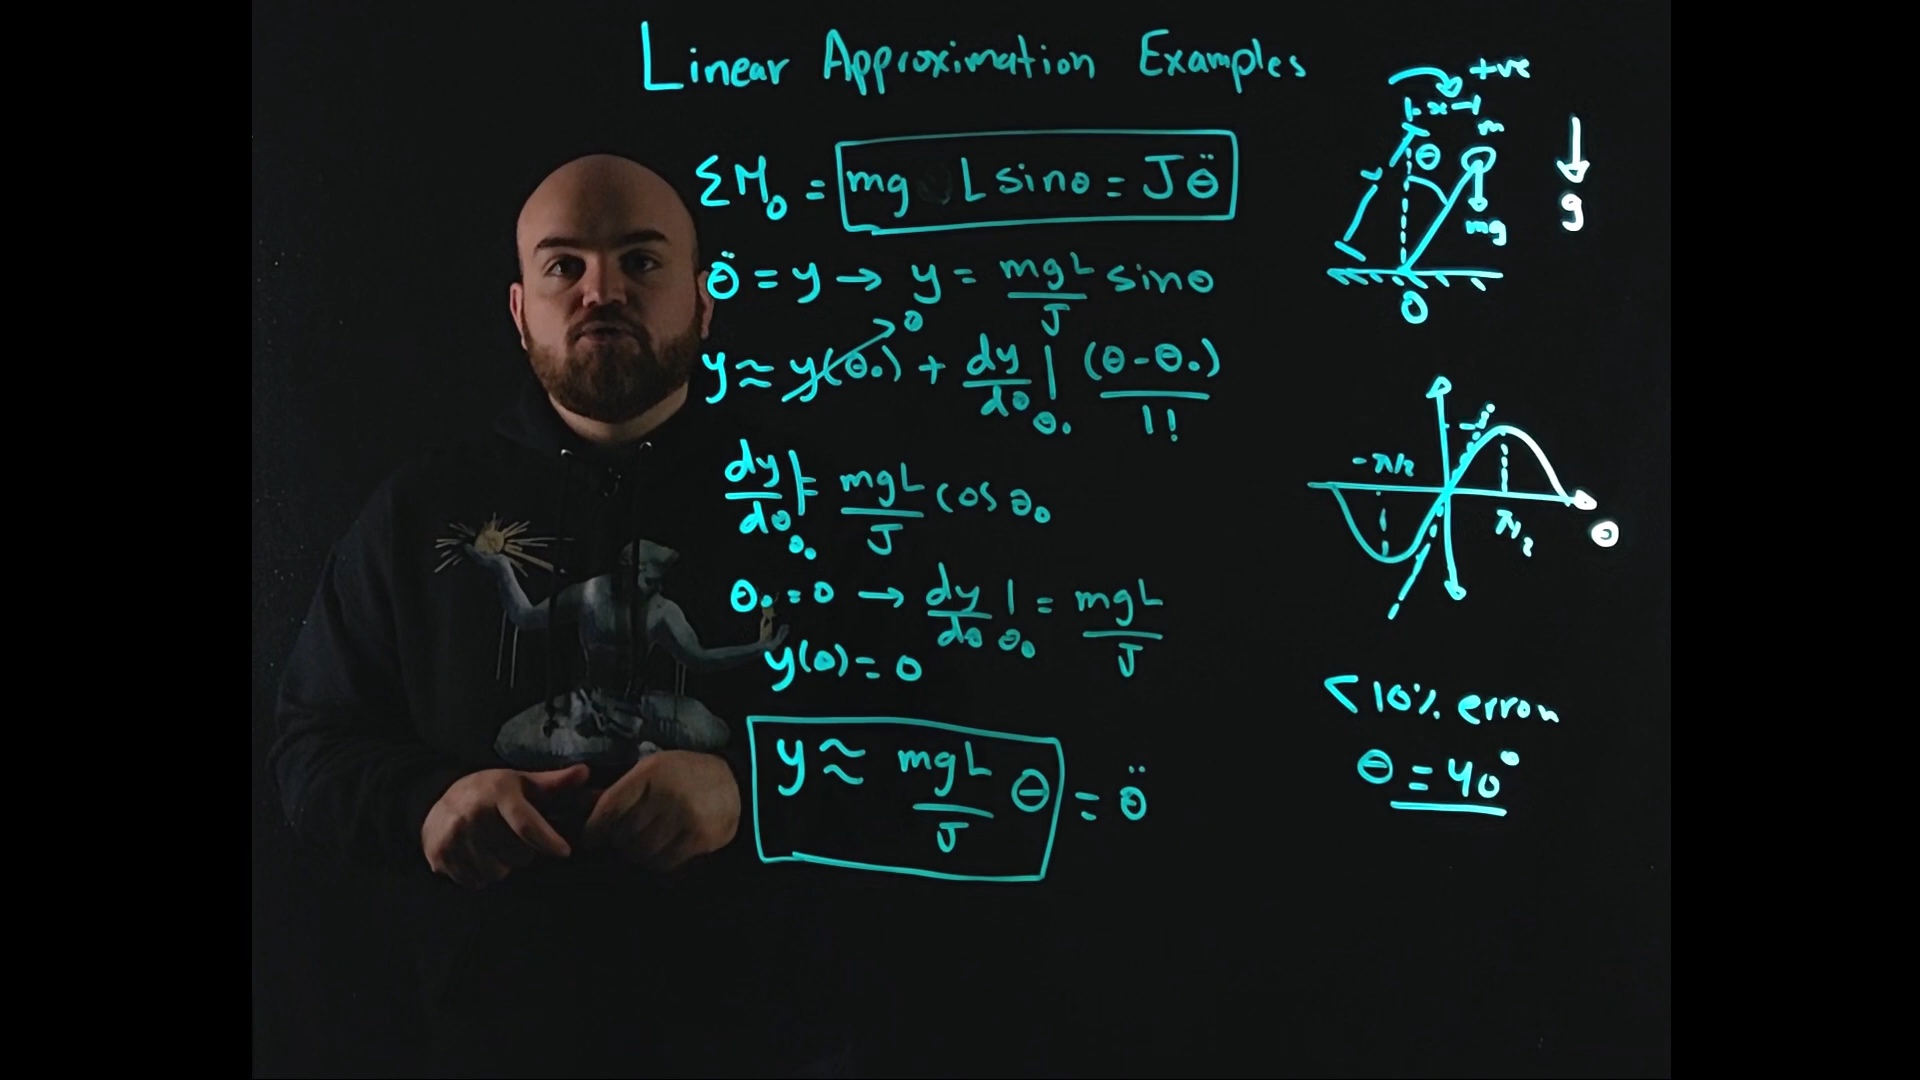 Linear Approximation Examples
ΣM₀ = mg L sinθ = Jθ̈
θ̈ = y → y = mgL/J sinθ
y ≈ y(θ₀) → 0 + dy/dθ|θ₀ (θ-θ₀)/1!
dy/dθ|θ₀ = mgL/J cos θ₀
θ₀ = 0 → dy/dθ|θ₀ = mgL/J
y(0) = 0
y ≈ mgL/J θ = θ̈
+ve
x
m
θ
L
mg
g
O
-π/2
π/2
θ
< 10% error
θ = 40°